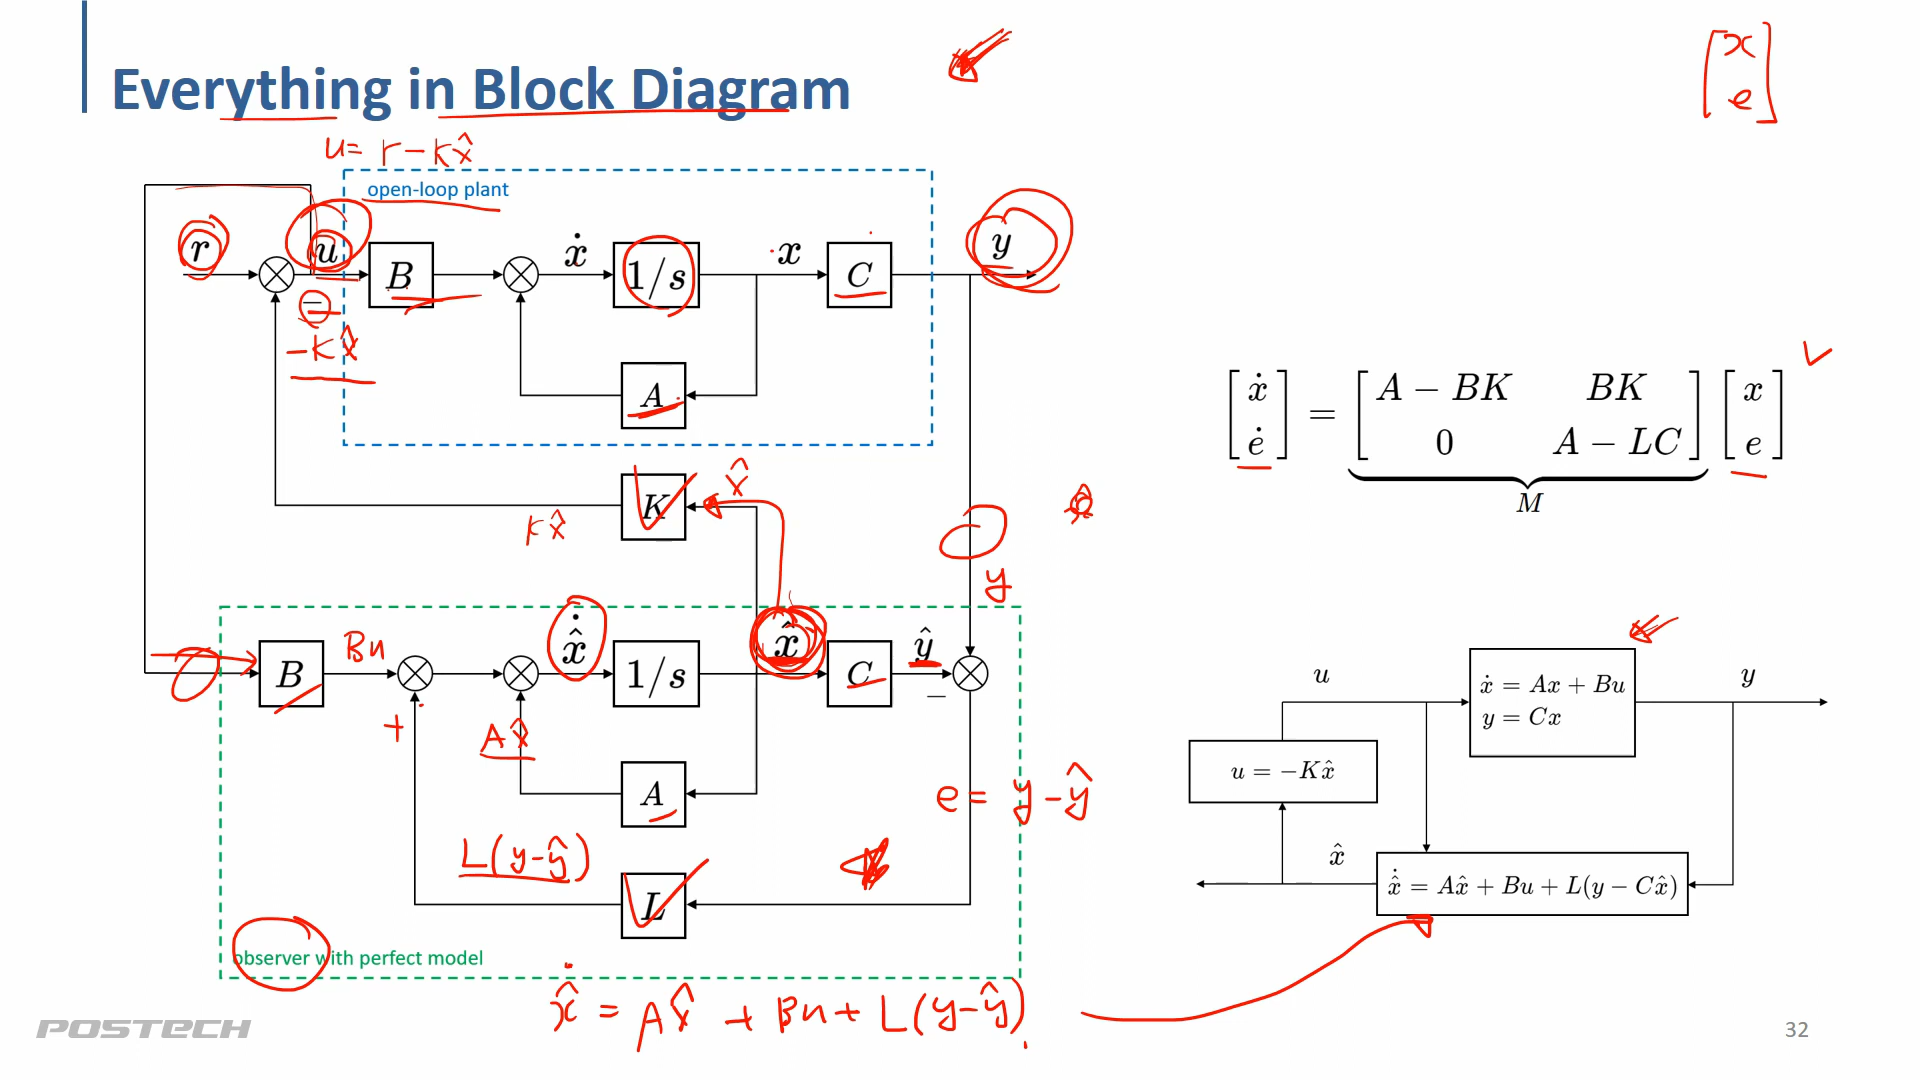 Everything in Block Diagram
[x
e]
u = r - Kx̂
open-loop plant
r
u
B
ẋ
1/s
x
C
y
−
-Kx̂
A
[ẋ
ė] = [A − BK BK
0 A − LC] [x
e]
M
K
x̂
Kx̂
y
B
Bu
x̂̇
1/s
x̂
C
ŷ
−
+
Ax̂
A
e = y - ŷ
L(y-ŷ)
L
observer with perfect model
x̂̇ = Ax̂ + Bu + L(y-ŷ).
u
ẋ = Ax + Bu
y = Cx
y
u = −Kx̂
x̂
x̂̇ = Ax̂ + Bu + L(y − Cx̂)
POSTECH
32